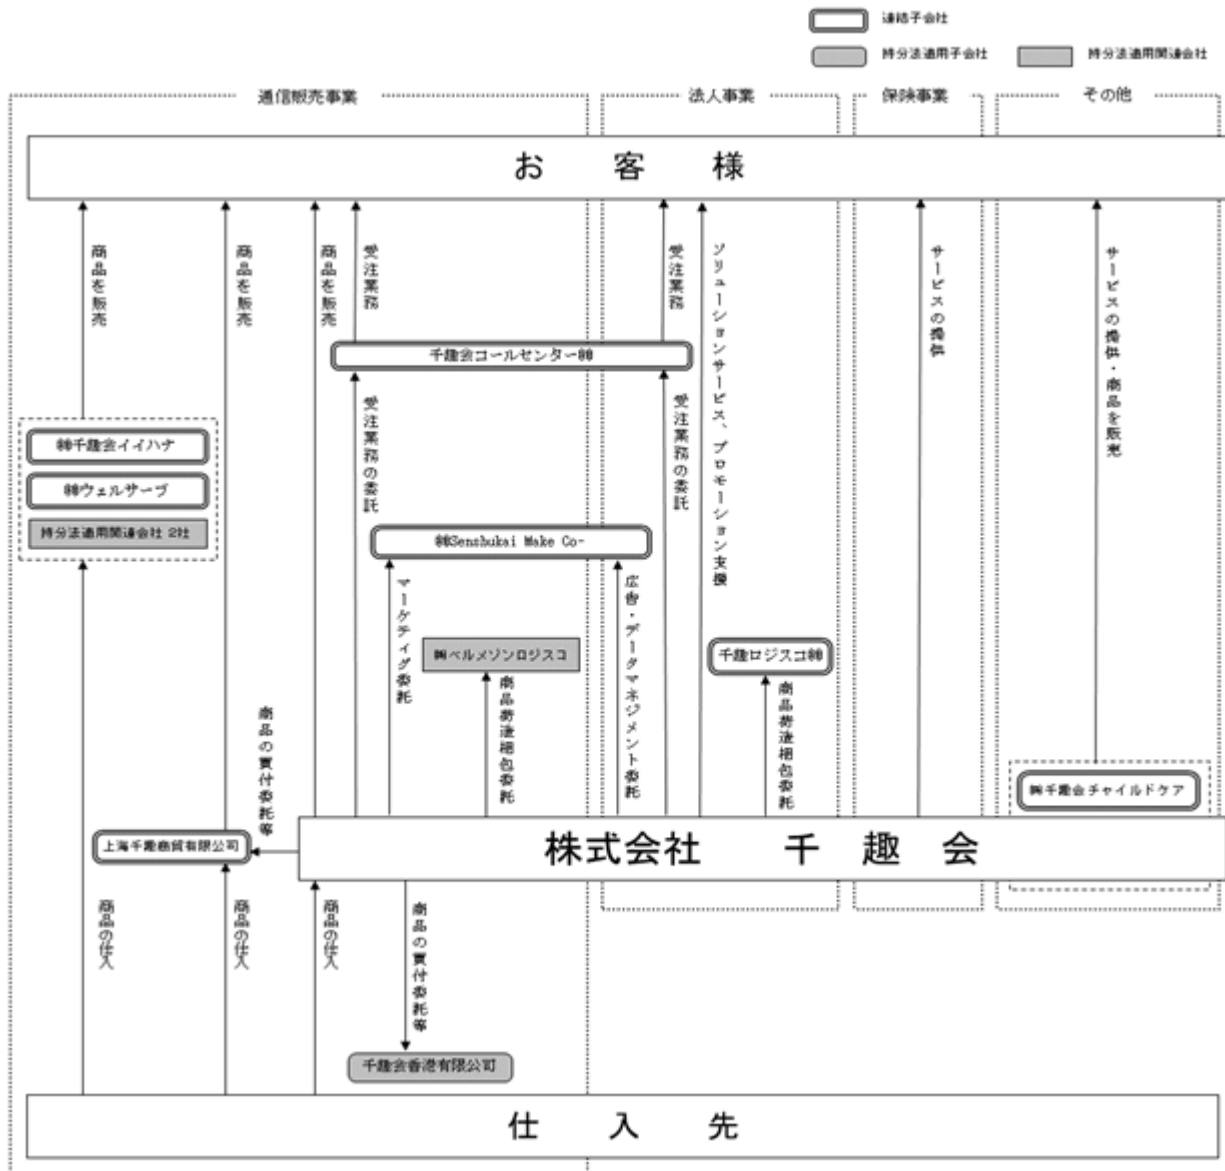 連結子会社
持分法適用子会社
持分法適用関連会社
通信販売事業
法人事業
保険事業
その他
お客様
商品を販売
商品を販売
商品を販売
受注業務
受注業務
ソリューションサービス、プロモーション支援
サービスの提供
サービスの提供・商品を販売
千趣会コールセンター㈱
受注業務の委託
受注業務の委託
㈱千趣会イイハナ
㈱ウェルサーブ
持分法適用関連会社 2社
㈱Senshukai Make Co-
マーケティング委託
広告・データマネジメント委託
㈱ベルメゾンロジスコ
千趣ロジスコ㈱
商品荷造梱包委託
商品荷造梱包委託
商品の買付委託等
㈱千趣会チャイルドケア
上海千趣商貿有限公司
株式会社 千趣会
商品の仕入
商品の仕入
商品の仕入
商品の買付委託等
千趣会香港有限公司
仕入先